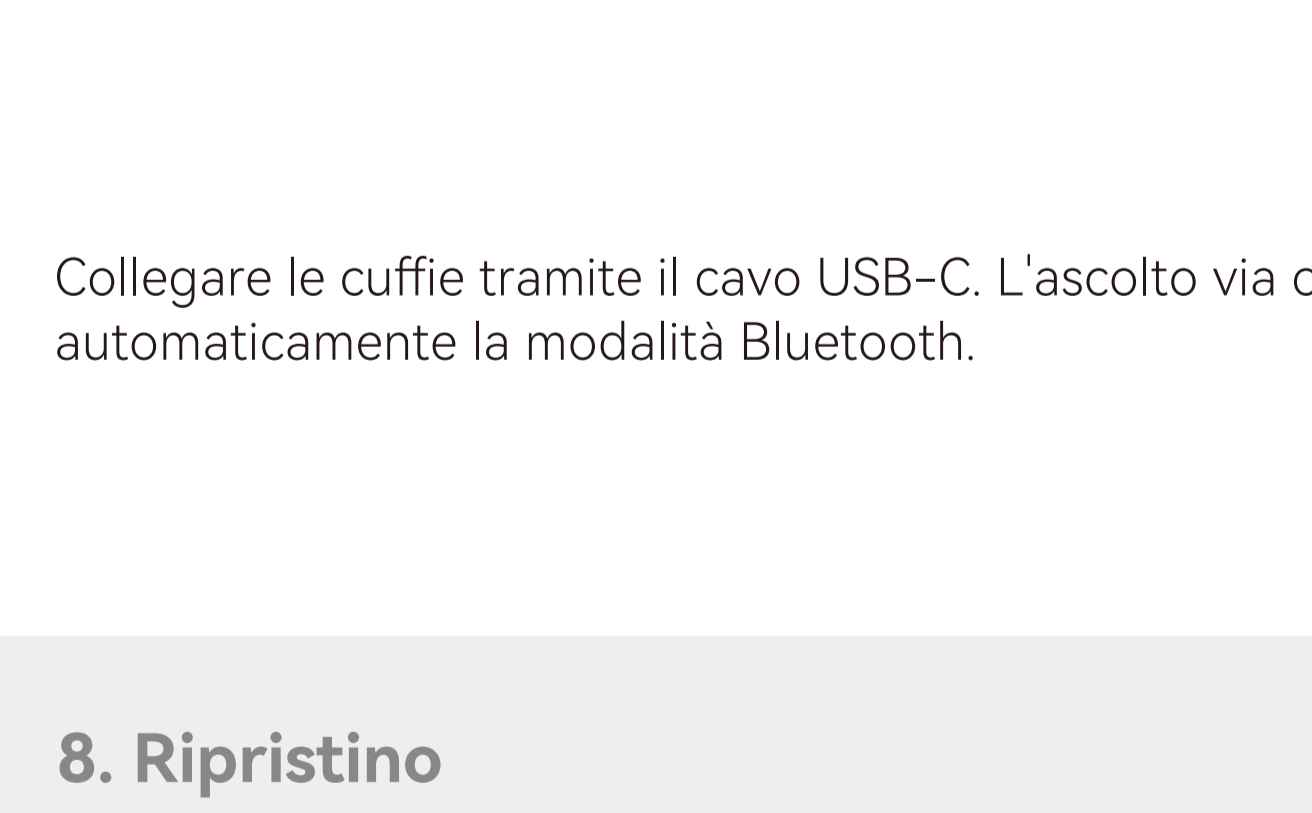 Collegare le cuffie tramite il cavo USB-C. L'ascolto via
automaticamente la modalità Bluetooth.
8. Ripristino